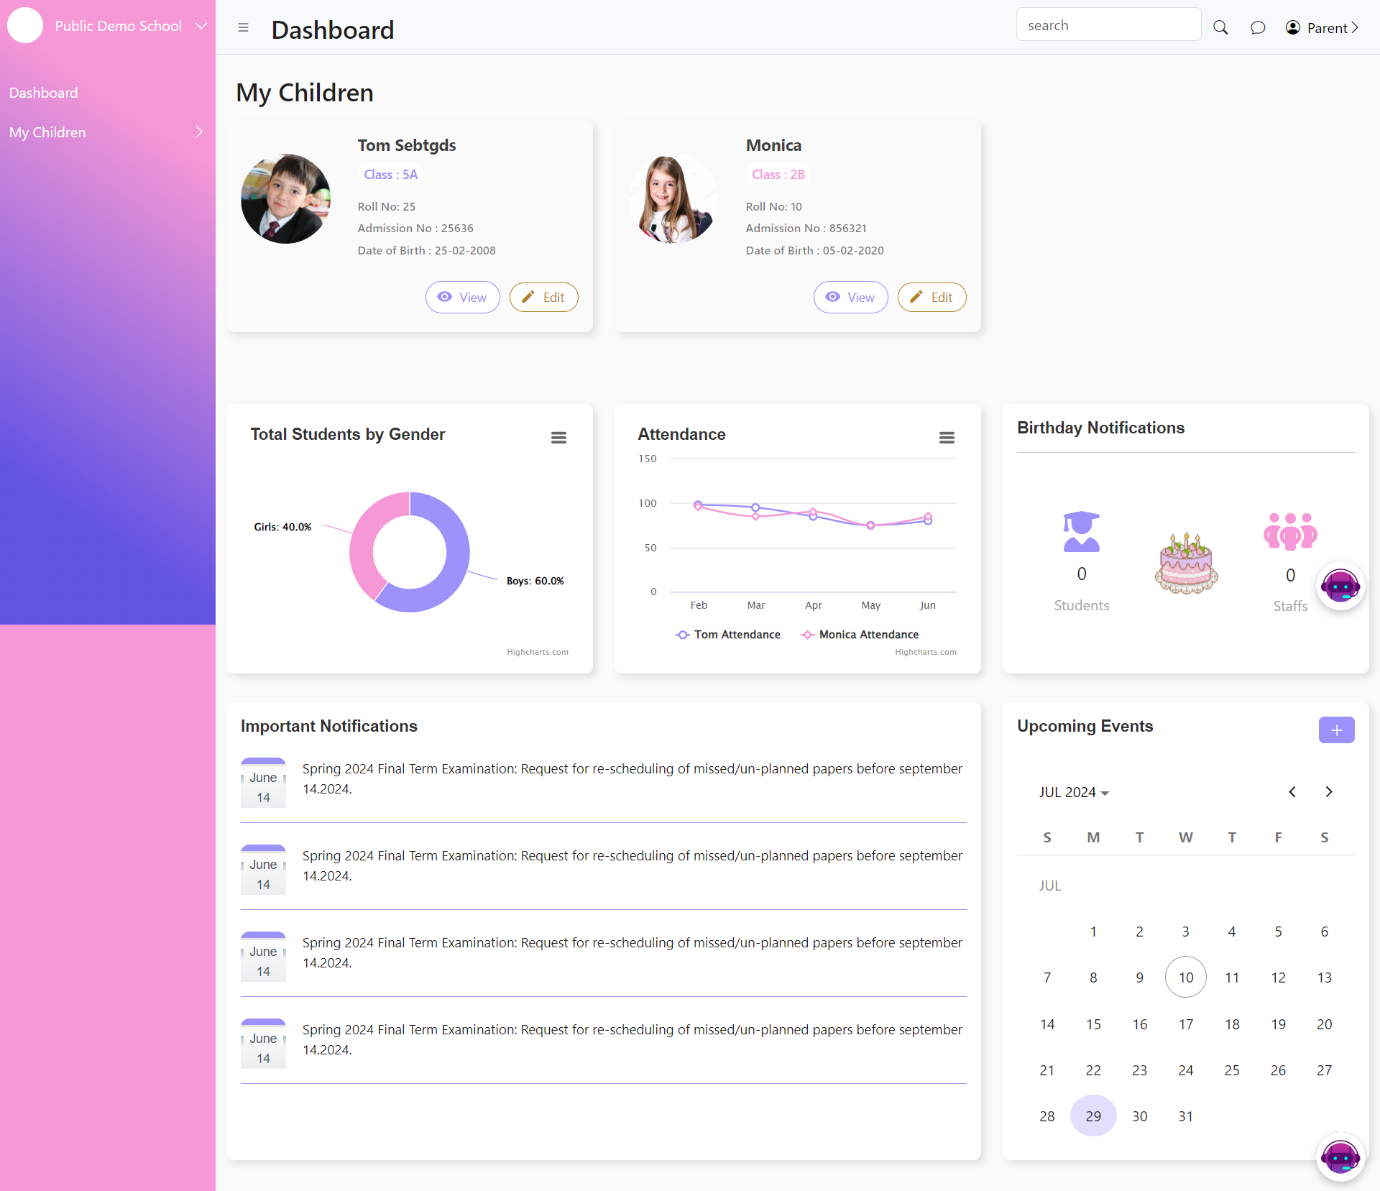 Public Demo School
Dashboard
My Children
Dashboard
search
Parent
My Children
Tom Sebtgds
Class : 5A
Roll No: 25
Admission No : 25636
Date of Birth : 25-02-2008
View
Edit
Monica
Class : 2B
Roll No: 10
Admission No : 856321
Date of Birth : 05-02-2020
View
Edit
Total Students by Gender
Girls: 40.0%
Boys: 60.0%
Highcharts.com
Attendance
150
100
50
0
Feb Mar Apr May Jun
Tom Attendance Monica Attendance
Highcharts.com
Birthday Notifications
0
Students
0
Staffs
Important Notifications
June
14
Spring 2024 Final Term Examination: Request for re-scheduling of missed/un-planned papers before september
14.2024.
June
14
Spring 2024 Final Term Examination: Request for re-scheduling of missed/un-planned papers before september
14.2024.
June
14
Spring 2024 Final Term Examination: Request for re-scheduling of missed/un-planned papers before september
14.2024.
June
14
Spring 2024 Final Term Examination: Request for re-scheduling of missed/un-planned papers before september
14.2024.
Upcoming Events
JUL 2024
S M T W T F S
JUL
1 2 3 4 5 6
7 8 9 10 11 12 13
14 15 16 17 18 19 20
21 22 23 24 25 26 27
28 29 30 31